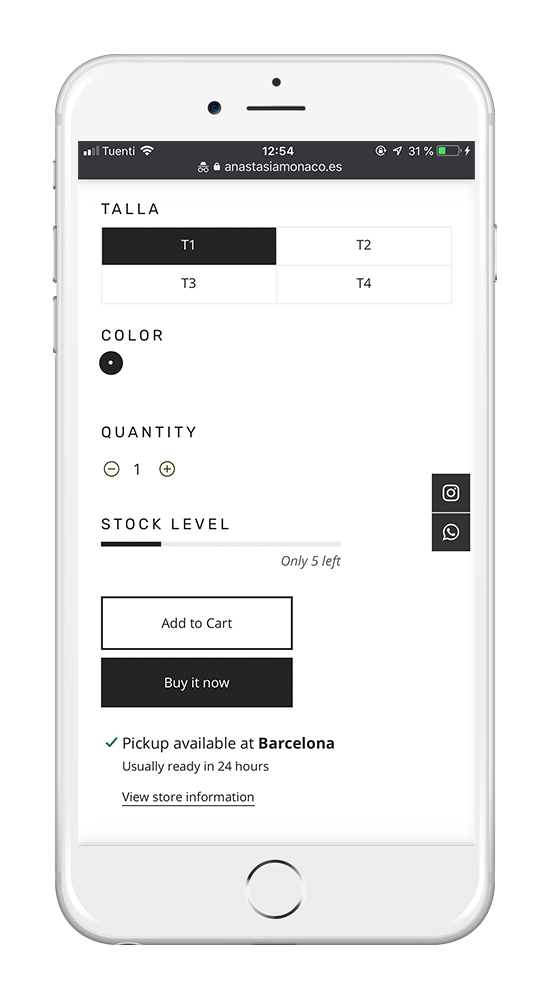 Tuenti 12:54 31 %
anastasiamonaco.es
TALLA
T1 T2
T3 T4
COLOR
QUANTITY
1
STOCK LEVEL
Only 5 left
Add to Cart
Buy it now
Pickup available at Barcelona
Usually ready in 24 hours
View store information